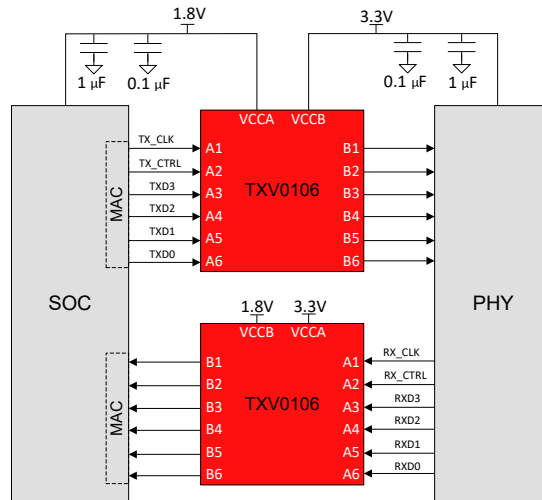 1.8V
3.3V
1 µF
0.1 µF
0.1 µF
1 µF
VCCA
VCCB
MAC
TX_CLK
TX_CTRL
TXD3
TXD2
TXD1
TXD0
A1
A2
A3
A4
A5
A6
TXV0106
B1
B2
B3
B4
B5
B6
SOC
PHY
1.8V
3.3V
VCCB
VCCA
MAC
B1
B2
B3
B4
B5
B6
TXV0106
A1
A2
A3
A4
A5
A6
RX_CLK
RX_CTRL
RXD3
RXD2
RXD1
RXD0